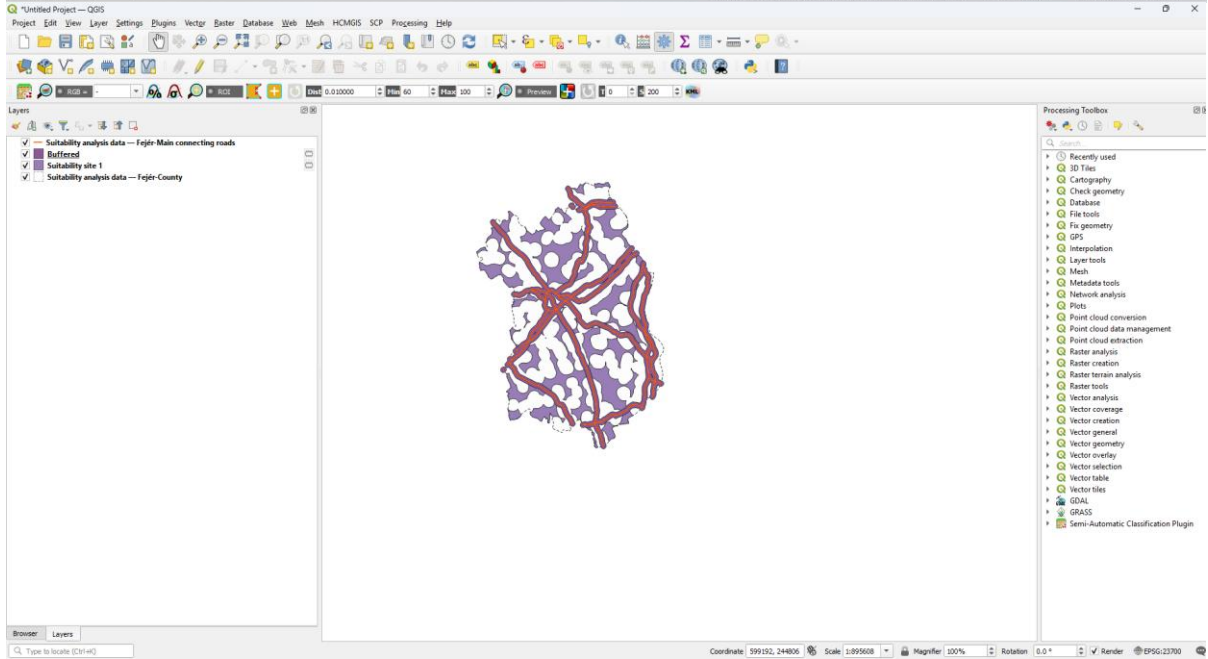 *Untitled Project — QGIS
Project Edit View Layer Settings Plugins Vector Raster Database Web Mesh HCMGIS SCP Processing Help
RGB = - ROI Dist 0.010000 Min 60 Max 100 Preview T 0 S 200 KML
Layers
Suitability analysis data — Fejér-Main connecting roads
Buffered
Suitability site 1
Suitability analysis data — Fejér-County
Processing Toolbox
Search...
Recently used
3D Tiles
Cartography
Check geometry
Database
File tools
Fix geometry
GPS
Interpolation
Layer tools
Mesh
Metadata tools
Network analysis
Plots
Point cloud conversion
Point cloud data management
Point cloud extraction
Raster analysis
Raster creation
Raster terrain analysis
Raster tools
Vector analysis
Vector coverage
Vector creation
Vector general
Vector geometry
Vector overlay
Vector selection
Vector table
Vector tiles
GDAL
GRASS
Semi-Automatic Classification Plugin
Browser Layers
Type to locate (Ctrl+K) Coordinate 599192, 244806 Scale 1:895608 Magnifier 100% Rotation 0.0 ° Render EPSG:23700